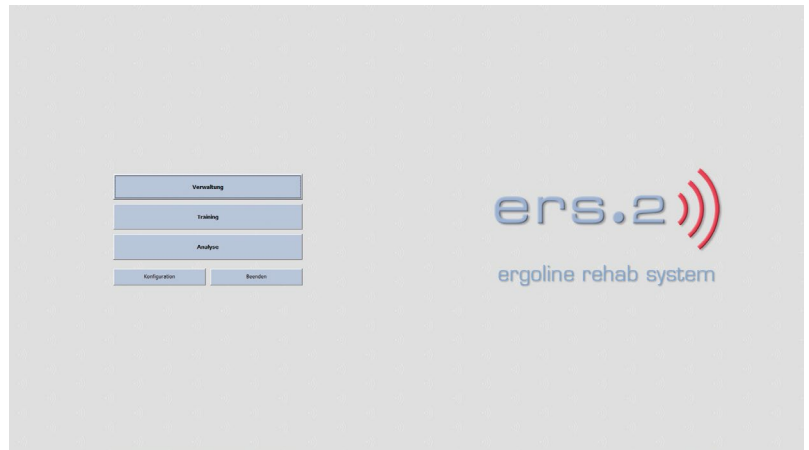 Verwaltung
Training
Analyse
Konfiguration
Beenden
ers.2
ergoline rehab system